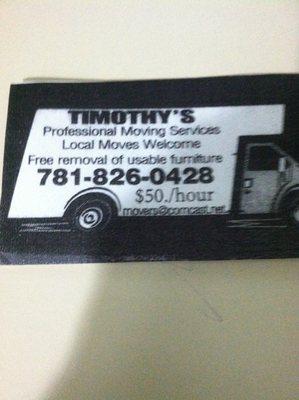 TIMOTHY'S
Professional Moving Services
Local Moves Welcome
Free removal of usable furniture
781-826-0428
$50./hour
movers@comcast.net